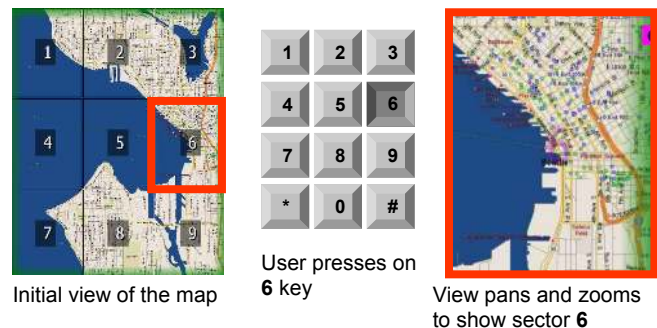 1 2 3
4 5 6
7 8 9
1 2 3
4 5 6
7 8 9
* 0 #
Initial view of the map
User presses on
6 key
View pans and zooms
to show sector 6